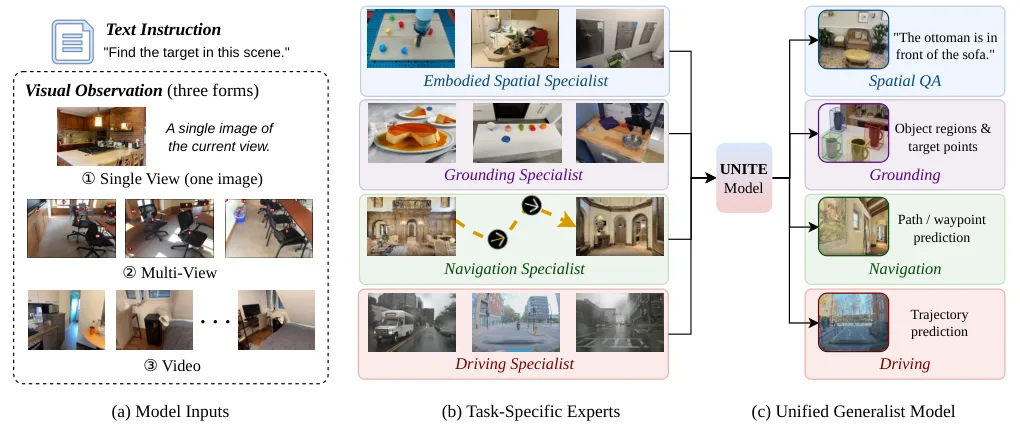 Text Instruction
"Find the target in this scene."
Visual Observation (three forms)
A single image of
the current view.
① Single View (one image)
② Multi-View
③ Video
(a) Model Inputs
Embodied Spatial Specialist
Grounding Specialist
Navigation Specialist
Driving Specialist
(b) Task-Specific Experts
UNITE
Model
"The ottoman is in
front of the sofa."
Spatial QA
Object regions &
target points
Grounding
Path / waypoint
prediction
Navigation
Trajectory
prediction
Driving
(c) Unified Generalist Model